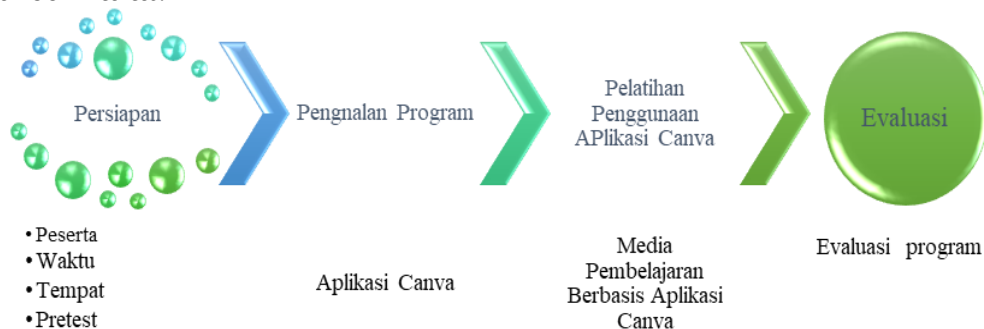 Persiapan
Pengnalan Program
Pelatihan
Penggunaan
APlikasi Canva
Evaluasi
• Peserta
• Waktu
• Tempat
• Pretest
Aplikasi Canva
Media
Pembelajaran
Berbasis Aplikasi
Canva
Evaluasi program